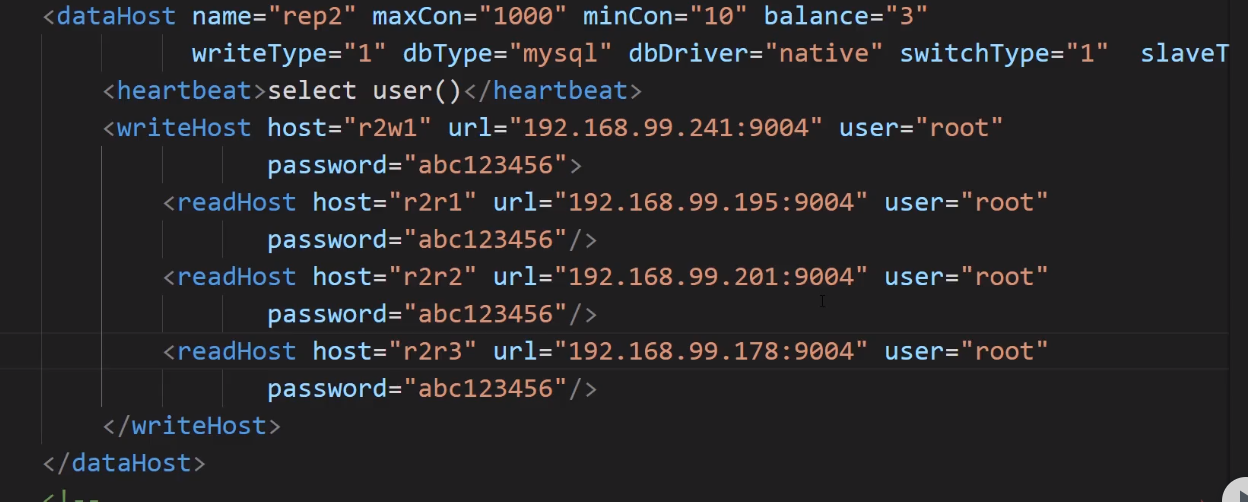 <dataHost name="rep2" maxCon="1000" minCon="10" balance="3"
writeType="1" dbType="mysql" dbDriver="native" switchType="1" slaveT
<heartbeat>select user()</heartbeat>
<writeHost host="r2w1" url="192.168.99.241:9004" user="root"
password="abc123456">
<readHost host="r2r1" url="192.168.99.195:9004" user="root"
password="abc123456"/>
<readHost host="r2r2" url="192.168.99.201:9004" user="root"
password="abc123456"/>
<readHost host="r2r3" url="192.168.99.178:9004" user="root"
password="abc123456"/>
</writeHost>
</dataHost>
<!--